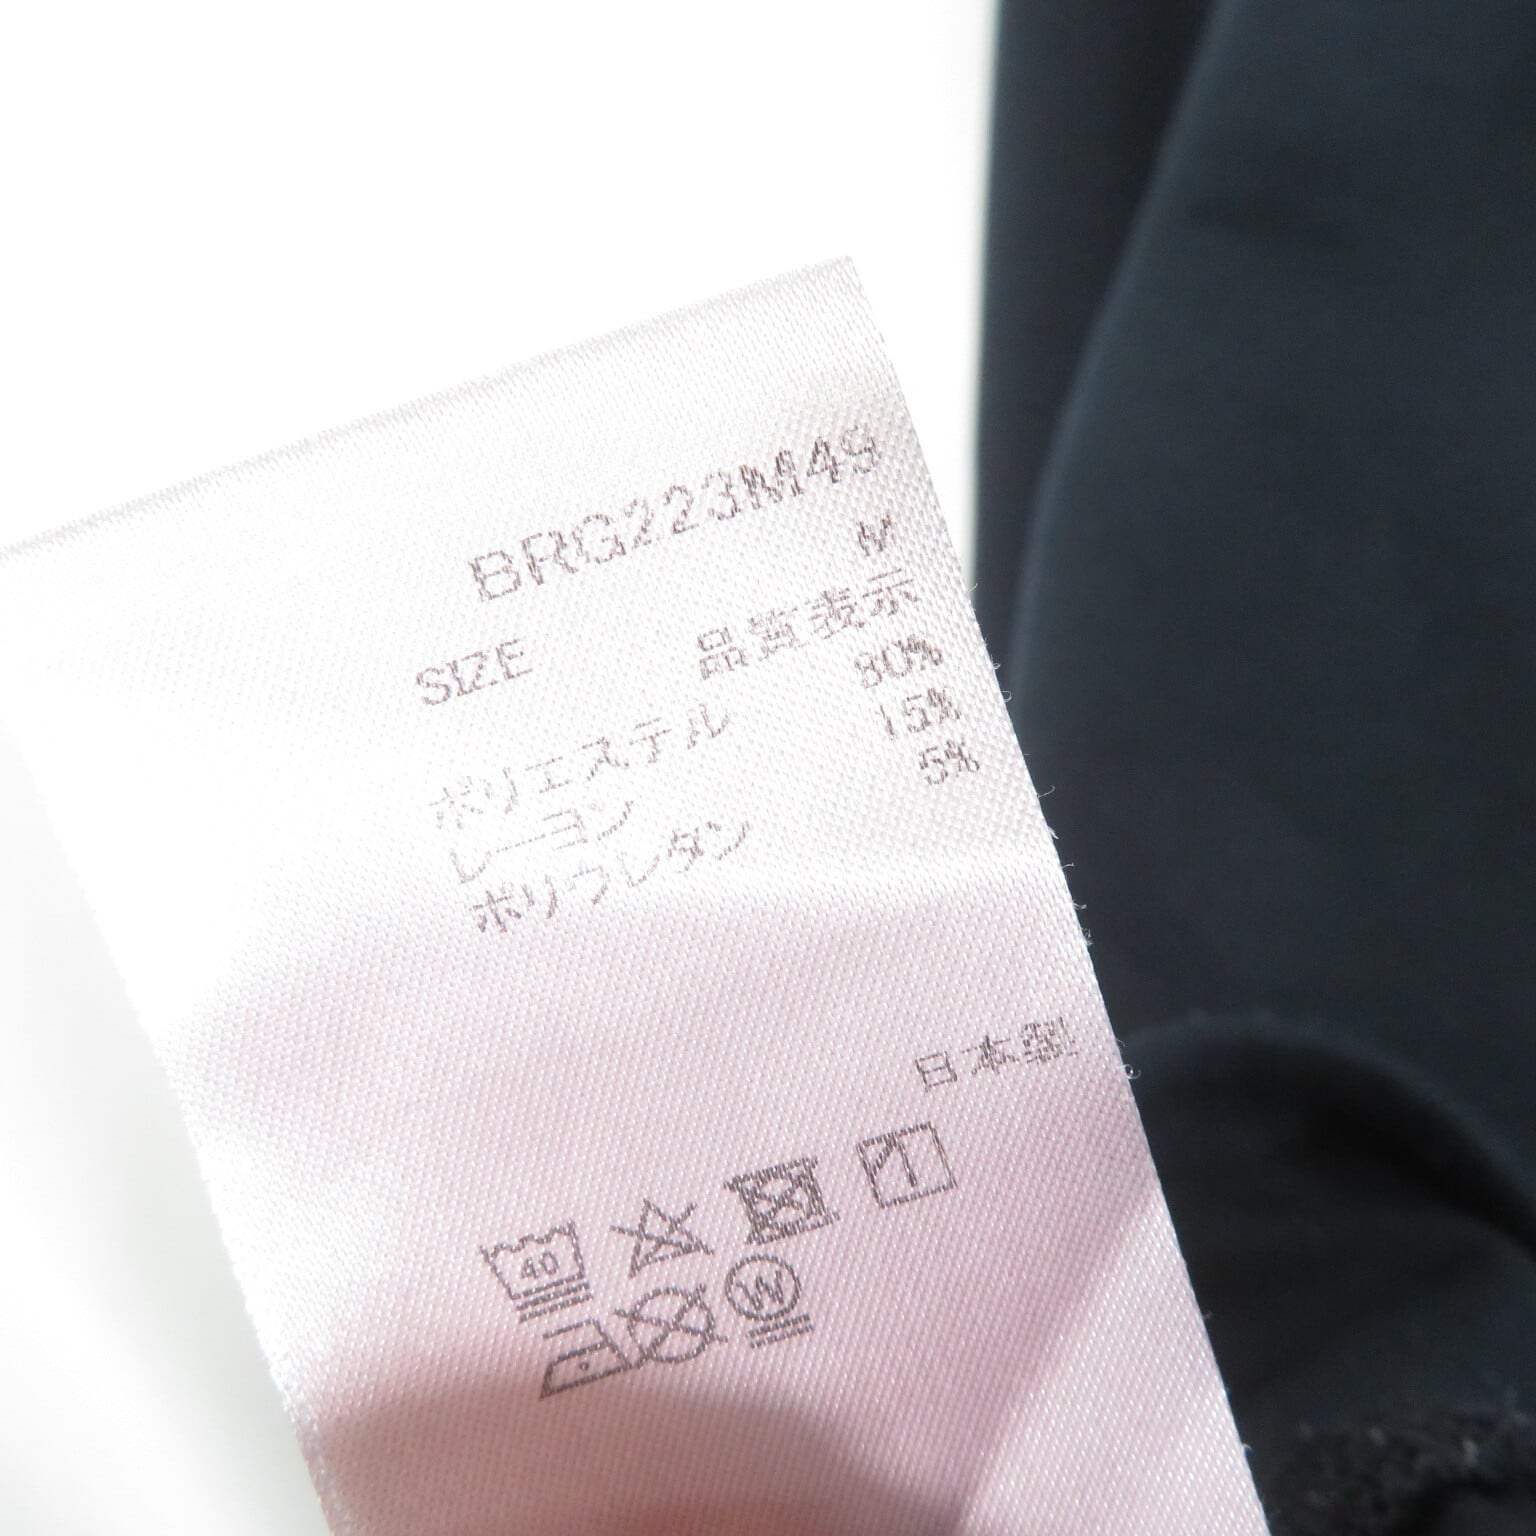 BRG223M49
SIZE M
品質表示
ポリエステル 80%
レーヨン 15%
ポリウレタン 5%
日本製
40
W